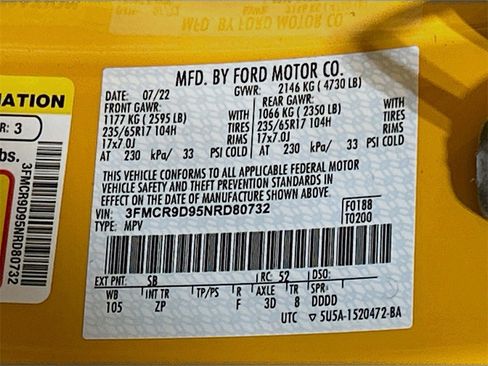 MFD. BY FORD MOTOR CO.
DATE: 07/22 GVWR: 2146 KG ( 4730 LB)
FRONT GAWR: REAR GAWR:
1177 KG ( 2595 LB) WITH 1066 KG ( 2350 LB) WITH
235/65R17 104H TIRES 235/65R17 104H TIRES
17x7.0J RIMS 17x7.0J RIMS
AT 230 kPa/ 33 PSI COLD AT 230 kPa/ 33 PSI COLD
THIS VEHICLE CONFORMS TO ALL APPLICABLE FEDERAL MOTOR
VEHICLE SAFETY AND THEFT PREVENTION STANDARDS IN EFFECT
ON THE DATE OF MANUFACTURE SHOWN ABOVE.
VIN: 3FMCR9D95NRD80732 F0188
TYPE: MPV T0200
EXT PNT: SB RC: 52 DSO:
WB INT TR TP/PS R AXLE TR SPR
105 ZP F 3D 8 DDDD
UTC ▽5U5A-1520472-BA
MATION
R: 3
bs.
3FMCR9D95NRD80732